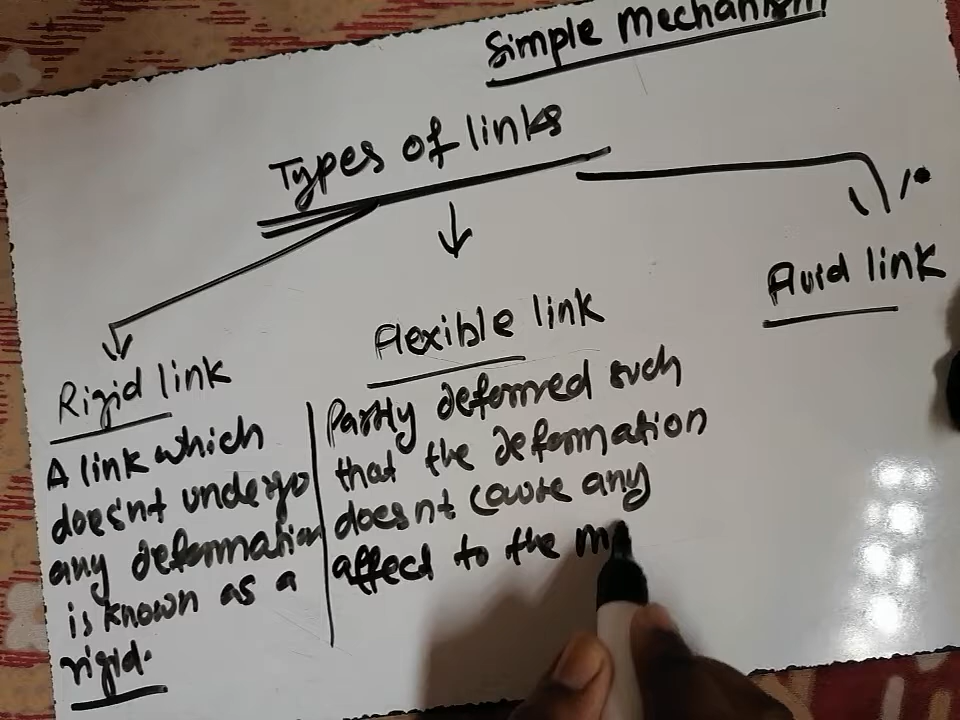 Simple Mechanism
Types of links
Rigid link
A link which
doesn't undergo
any deformation
is known as a
rigid.
Flexible link
Partly deformed such
that the deformation
doesnt cause any
affect to the
Fluid link